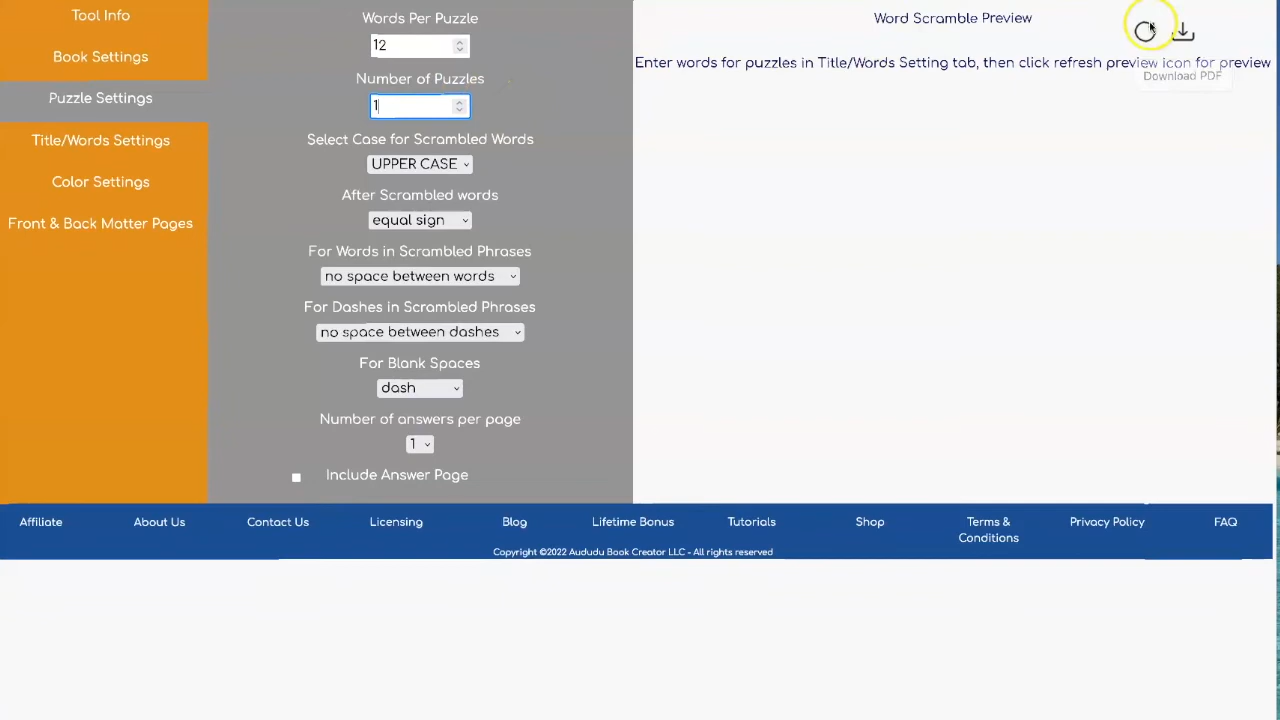 Tool Info
Book Settings
Puzzle Settings
Title/Words Settings
Color Settings
Front & Back Matter Pages
Words Per Puzzle
12
Number of Puzzles
1
Select Case for Scrambled Words
UPPER CASE
After Scrambled words
equal sign
For Words in Scrambled Phrases
no space between words
For Dashes in Scrambled Phrases
no space between dashes
For Blank Spaces
dash
Number of answers per page
1
Include Answer Page
Word Scramble Preview
Enter words for puzzles in Title/Words Setting tab, then click refresh preview icon for preview
Download PDF
Affiliate
About Us
Contact Us
Licensing
Blog
Lifetime Bonus
Tutorials
Shop
Terms &
Conditions
Privacy Policy
FAQ
Copyright ©2022 Aududu Book Creator LLC - All rights reserved